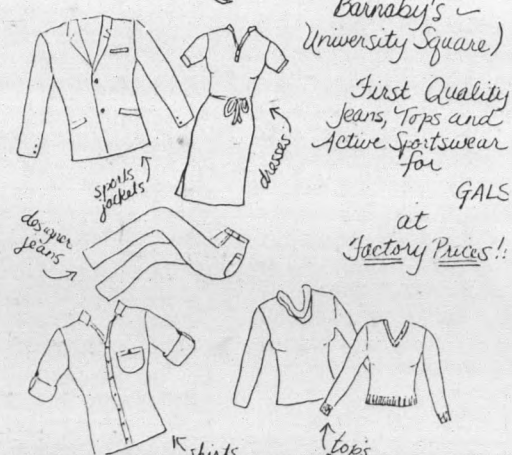 Barnaby's ~
University Square)
First Quality
Jeans, Tops and
Active Sportswear
for
GALS
at
Factory Prices!!
sports
jackets
dresses
designer
jeans
shirts
tops